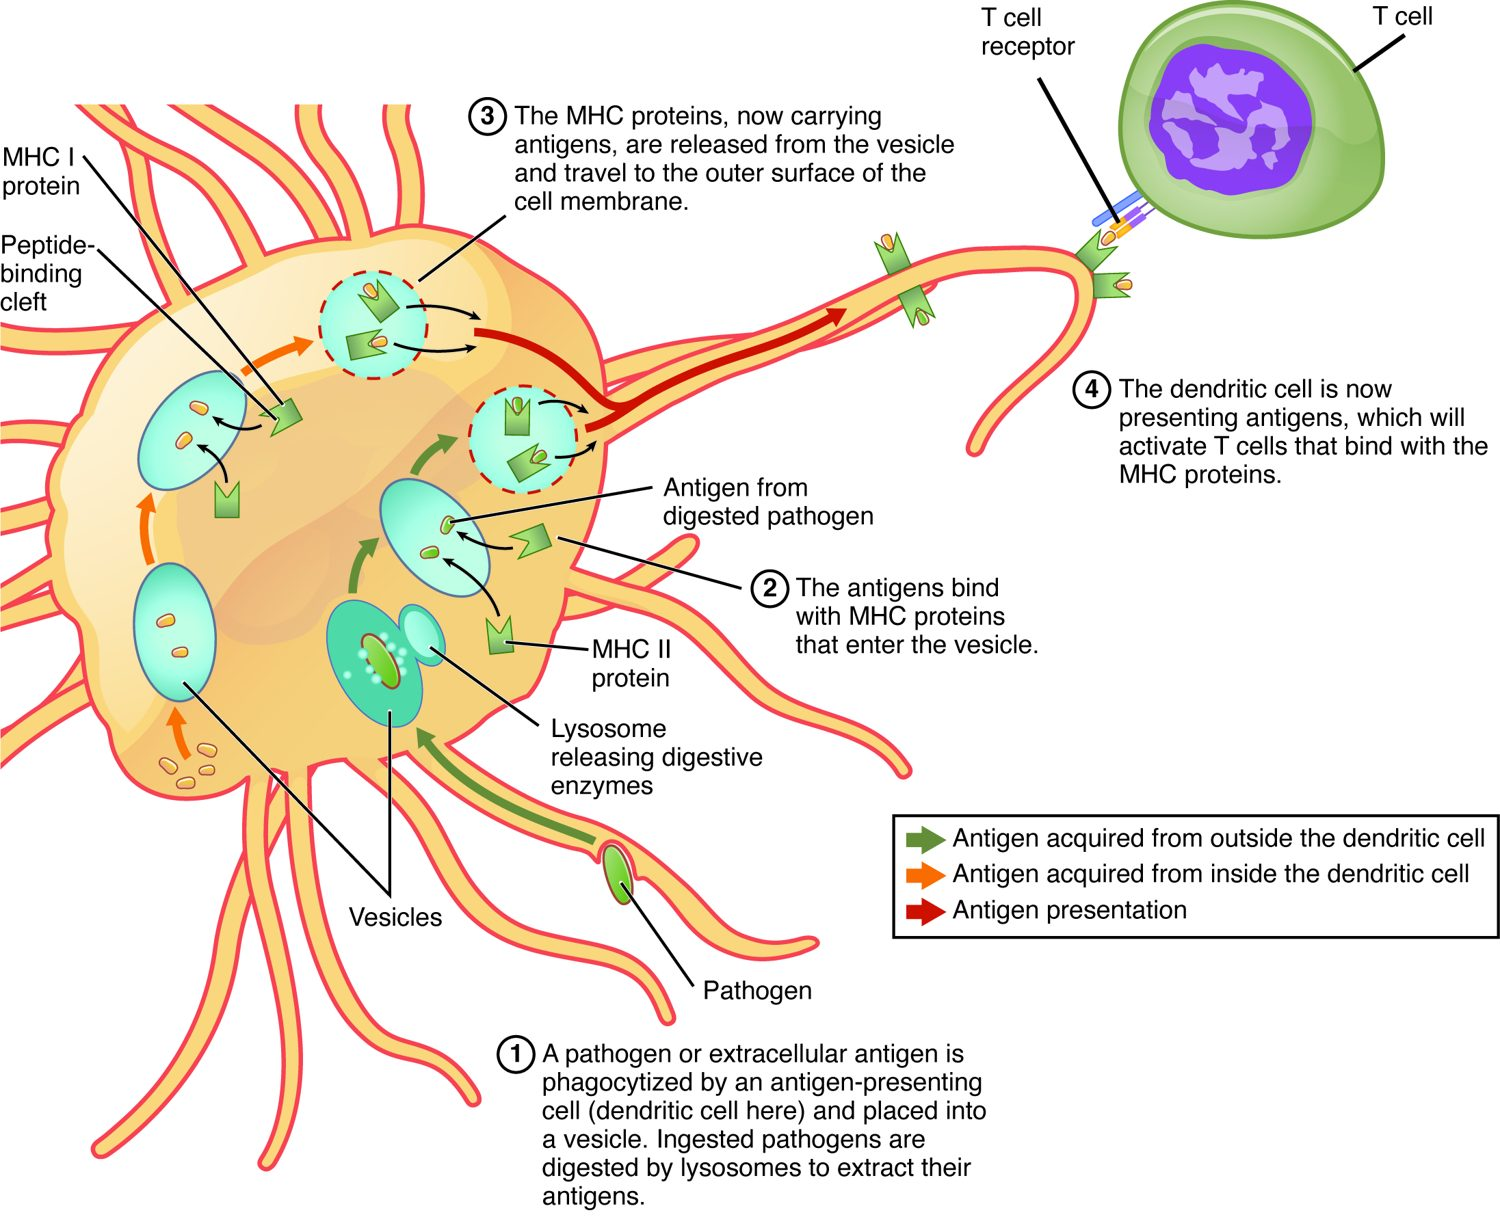 T cell
receptor
T cell
3 The MHC proteins, now carrying
antigens, are released from the vesicle
and travel to the outer surface of the
cell membrane.
MHC I
protein
Peptide-
binding
cleft
4 The dendritic cell is now
presenting antigens, which will
activate T cells that bind with the
MHC proteins.
Antigen from
digested pathogen
2 The antigens bind
with MHC proteins
that enter the vesicle.
MHC II
protein
Lysosome
releasing digestive
enzymes
Vesicles
Antigen acquired from outside the dendritic cell
Antigen acquired from inside the dendritic cell
Antigen presentation
Pathogen
1 A pathogen or extracellular antigen is
phagocytized by an antigen-presenting
cell (dendritic cell here) and placed into
a vesicle. Ingested pathogens are
digested by lysosomes to extract their
antigens.